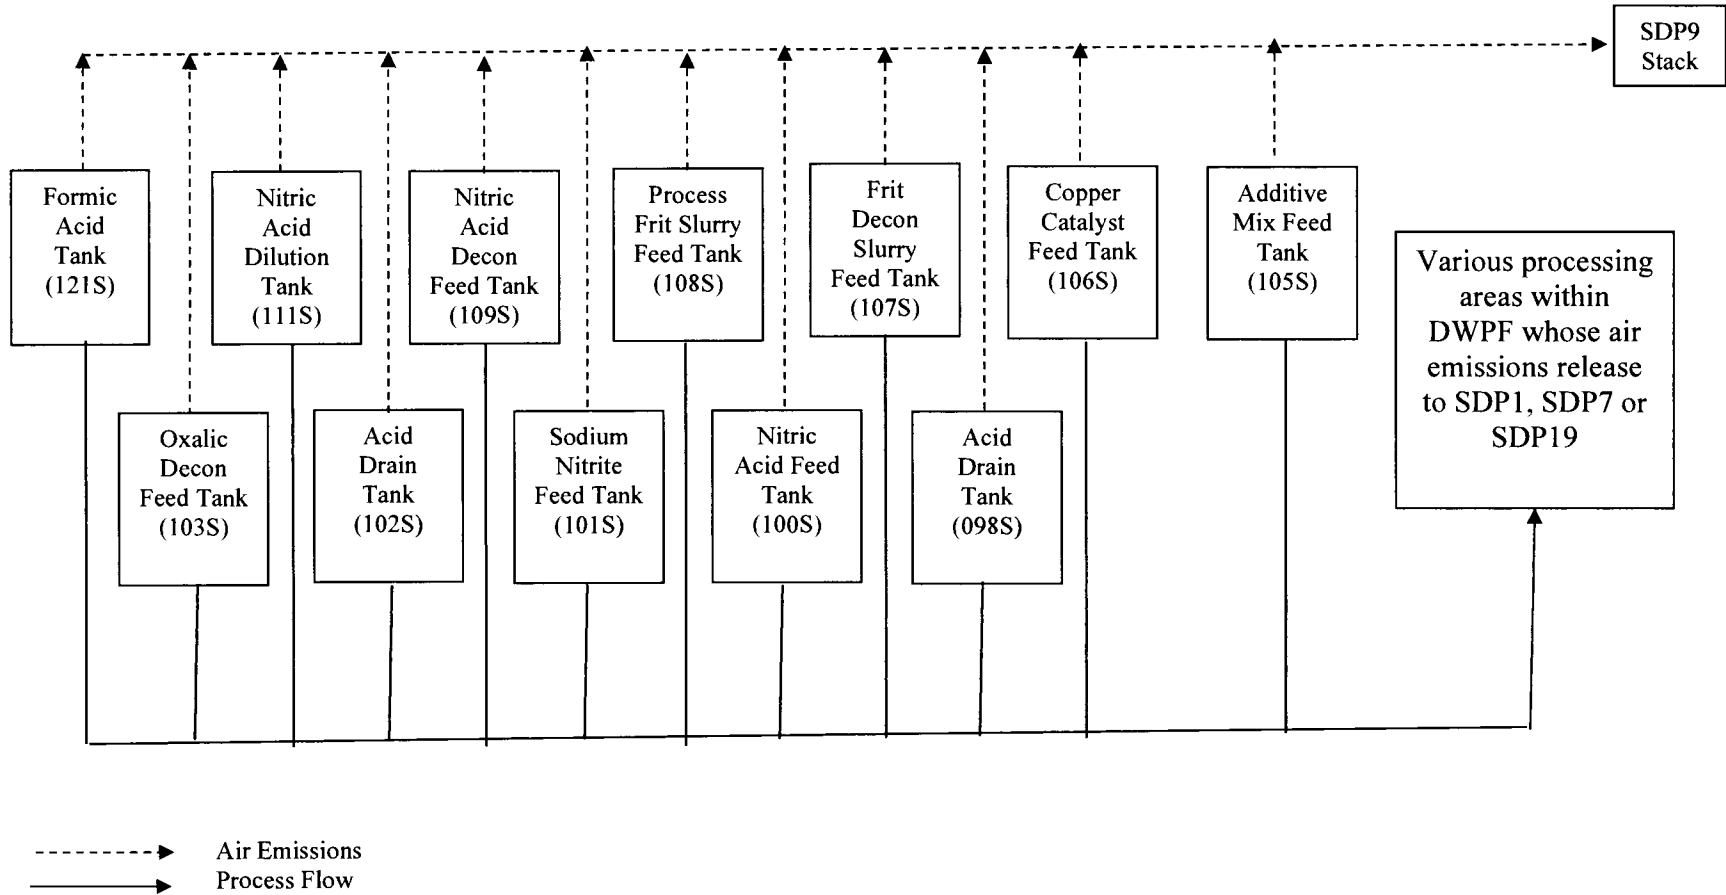 SDP9
Stack
Formic
Acid
Tank
(121S)
Nitric
Acid
Dilution
Tank
(111S)
Nitric
Acid
Decon
Feed Tank
(109S)
Process
Frit Slurry
Feed Tank
(108S)
Frit
Decon
Slurry
Feed Tank
(107S)
Copper
Catalyst
Feed Tank
(106S)
Additive
Mix Feed
Tank
(105S)
Various processing
areas within
DWPF whose air
emissions release
to SDP1, SDP7 or
SDP19
Oxalic
Decon
Feed Tank
(103S)
Acid
Drain
Tank
(102S)
Sodium
Nitrite
Feed Tank
(101S)
Nitric
Acid Feed
Tank
(100S)
Acid
Drain
Tank
(098S)
Air Emissions
Process Flow